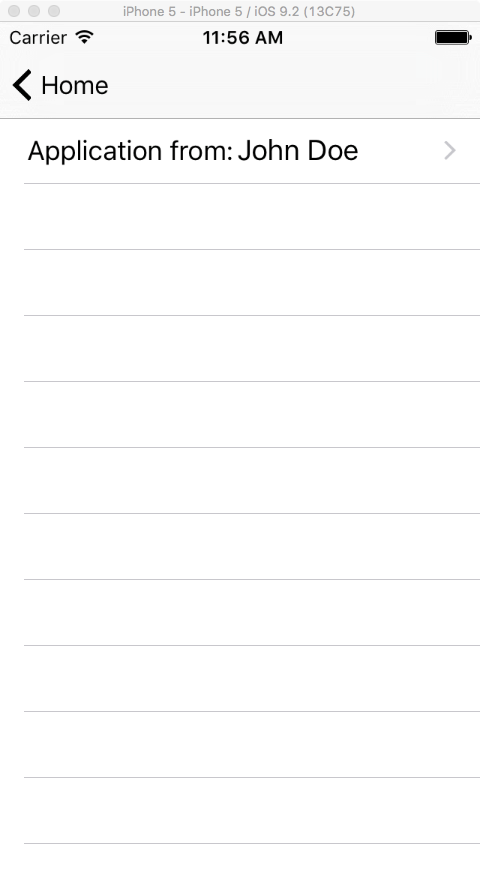 iPhone 5 - iPhone 5 / iOS 9.2 (13C75)
Carrier 11:56 AM
Home
Application from: John Doe